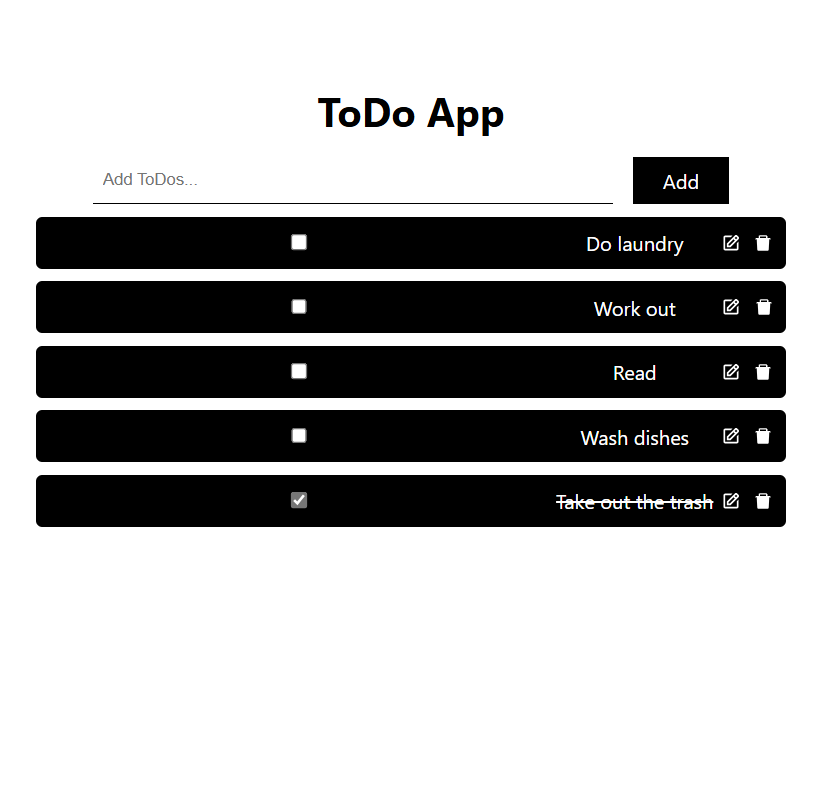 ToDo App
Add ToDos...
Add
Do laundry
Work out
Read
Wash dishes
Take out the trash